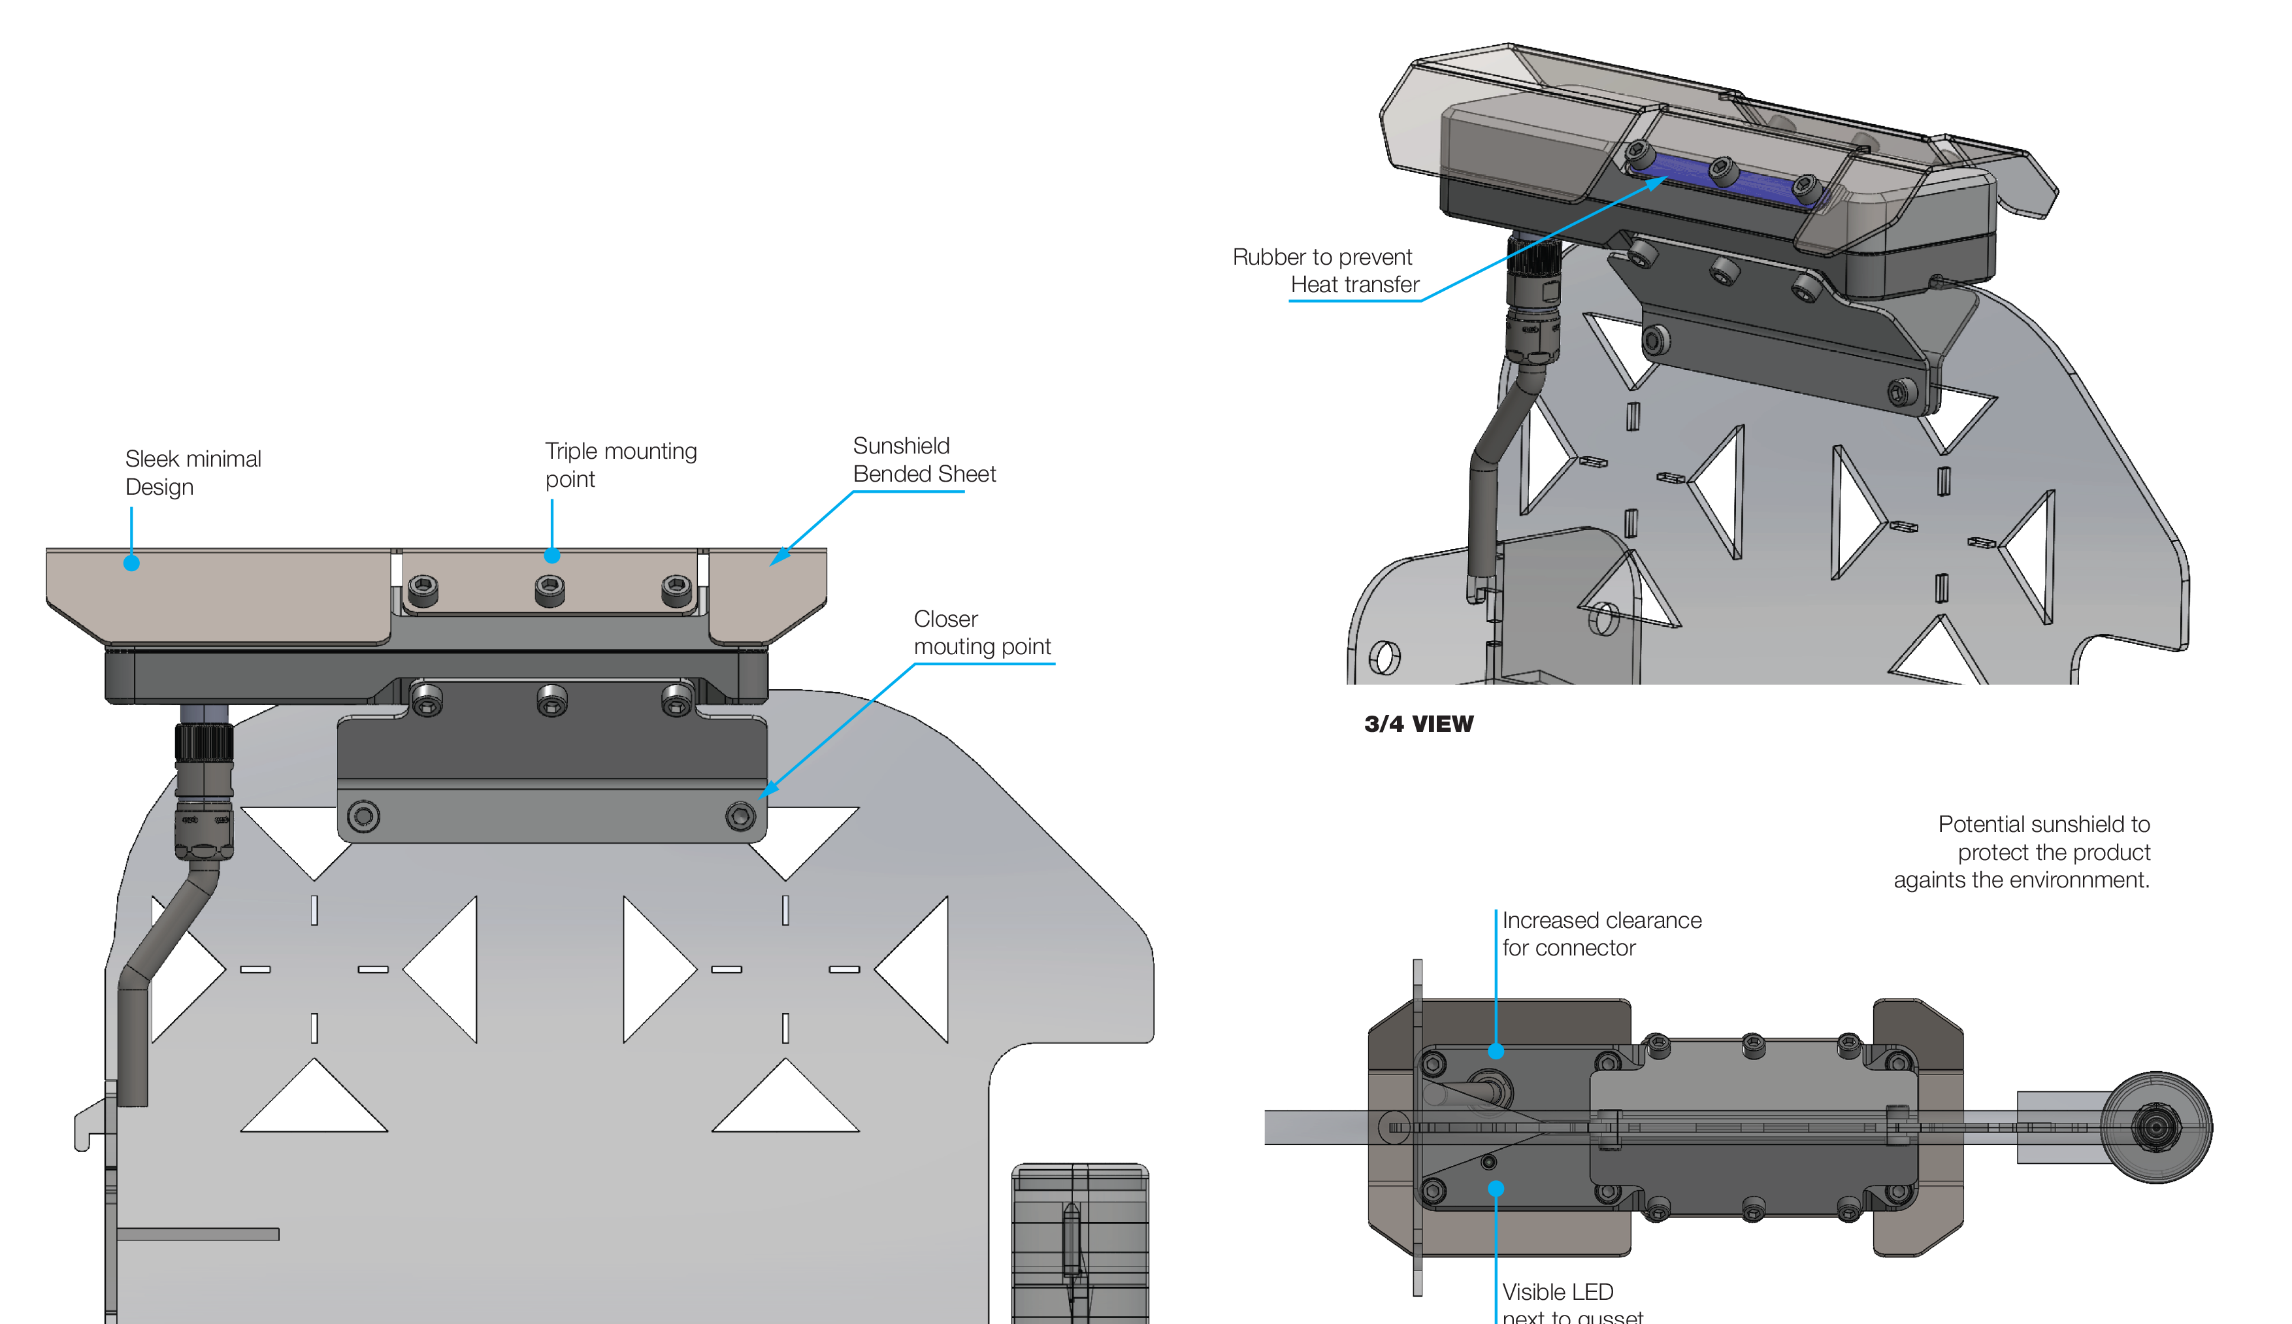 Rubber to prevent
Heat transfer
Sleek minimal
Design
Triple mounting
point
Sunshield
Bended Sheet
Closer
mouting point
3/4 VIEW
Potential sunshield to
protect the product
againts the environnment.
Increased clearance
for connector
Visible LED
next to gusset